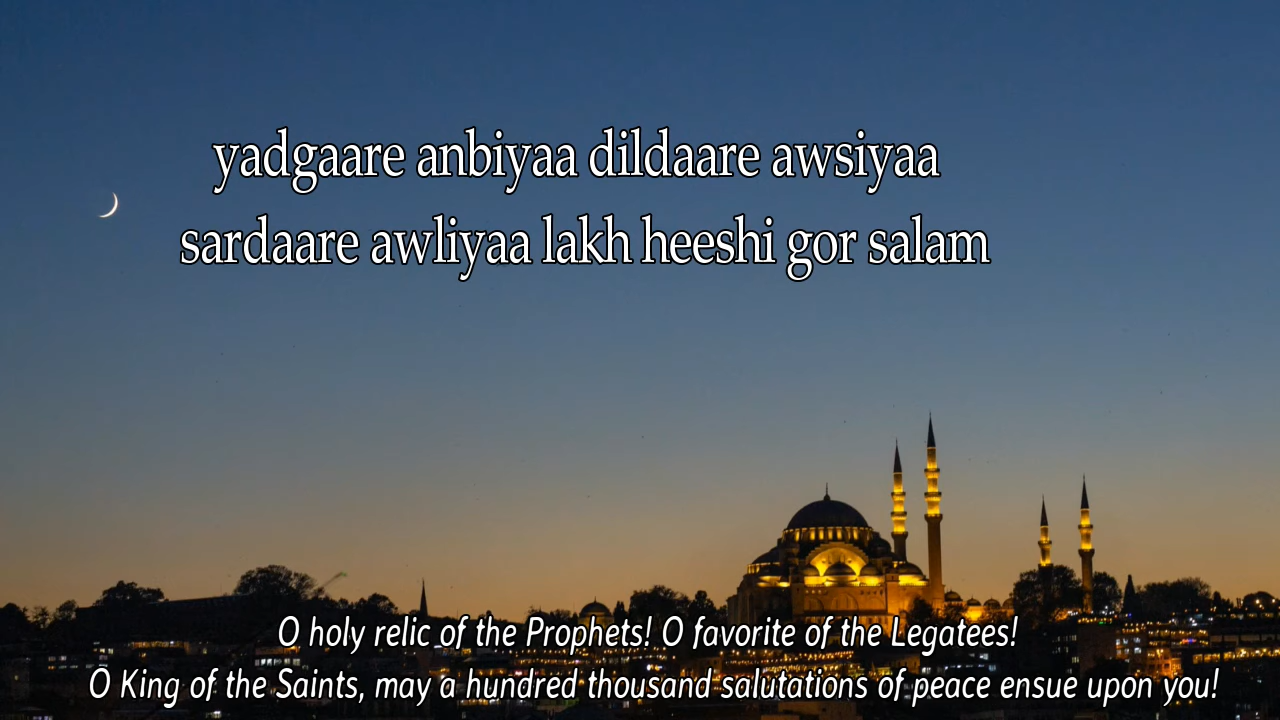 yadgaare anbiyaa dildaare awsiyaa
sardaare awliyaa lakh heeshi gor salam
O holy relic of the Prophets! O favorite of the Legatees!
O King of the Saints, may a hundred thousand salutations of peace ensue upon you!